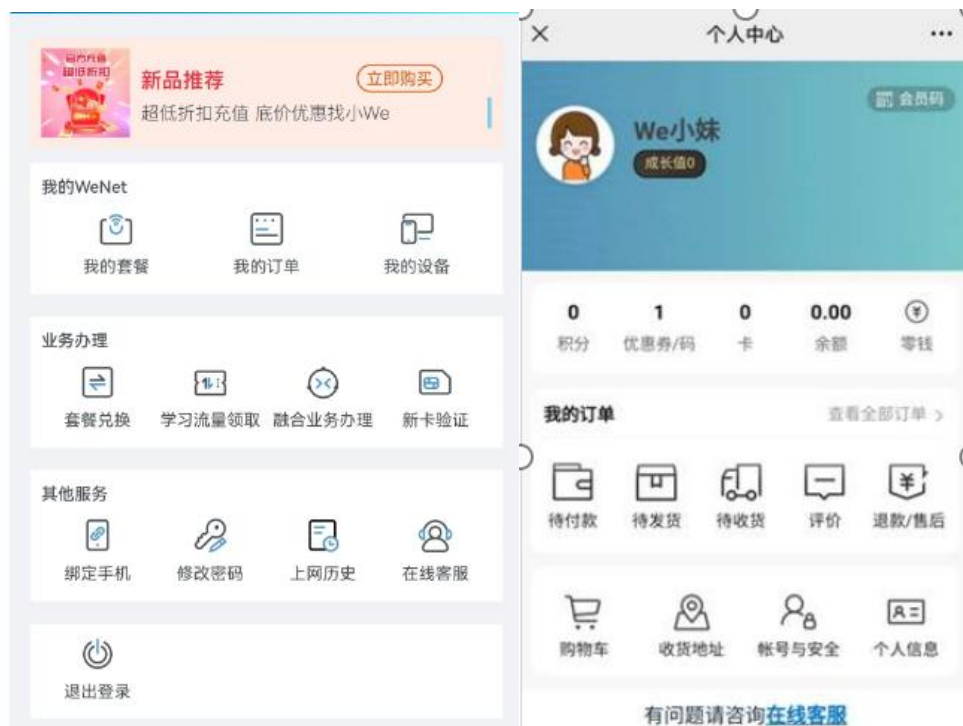 官方充值
超低折扣
新品推荐
立即购买
超低折扣充值 底价优惠找小We
我的WeNet
我的套餐 我的订单 我的设备
业务办理
套餐兑换 学习流量领取 融合业务办理 新卡验证
其他服务
绑定手机 修改密码 上网历史 在线客服
退出登录
个人中心
会员码
We小妹
成长值0
0 1 0 0.00
积分 优惠券/码 卡 余额 零钱
我的订单 查看全部订单 >
待付款 待发货 待收货 评价 退款/售后
购物车 收货地址 帐号与安全 个人信息
有问题请咨询在线客服